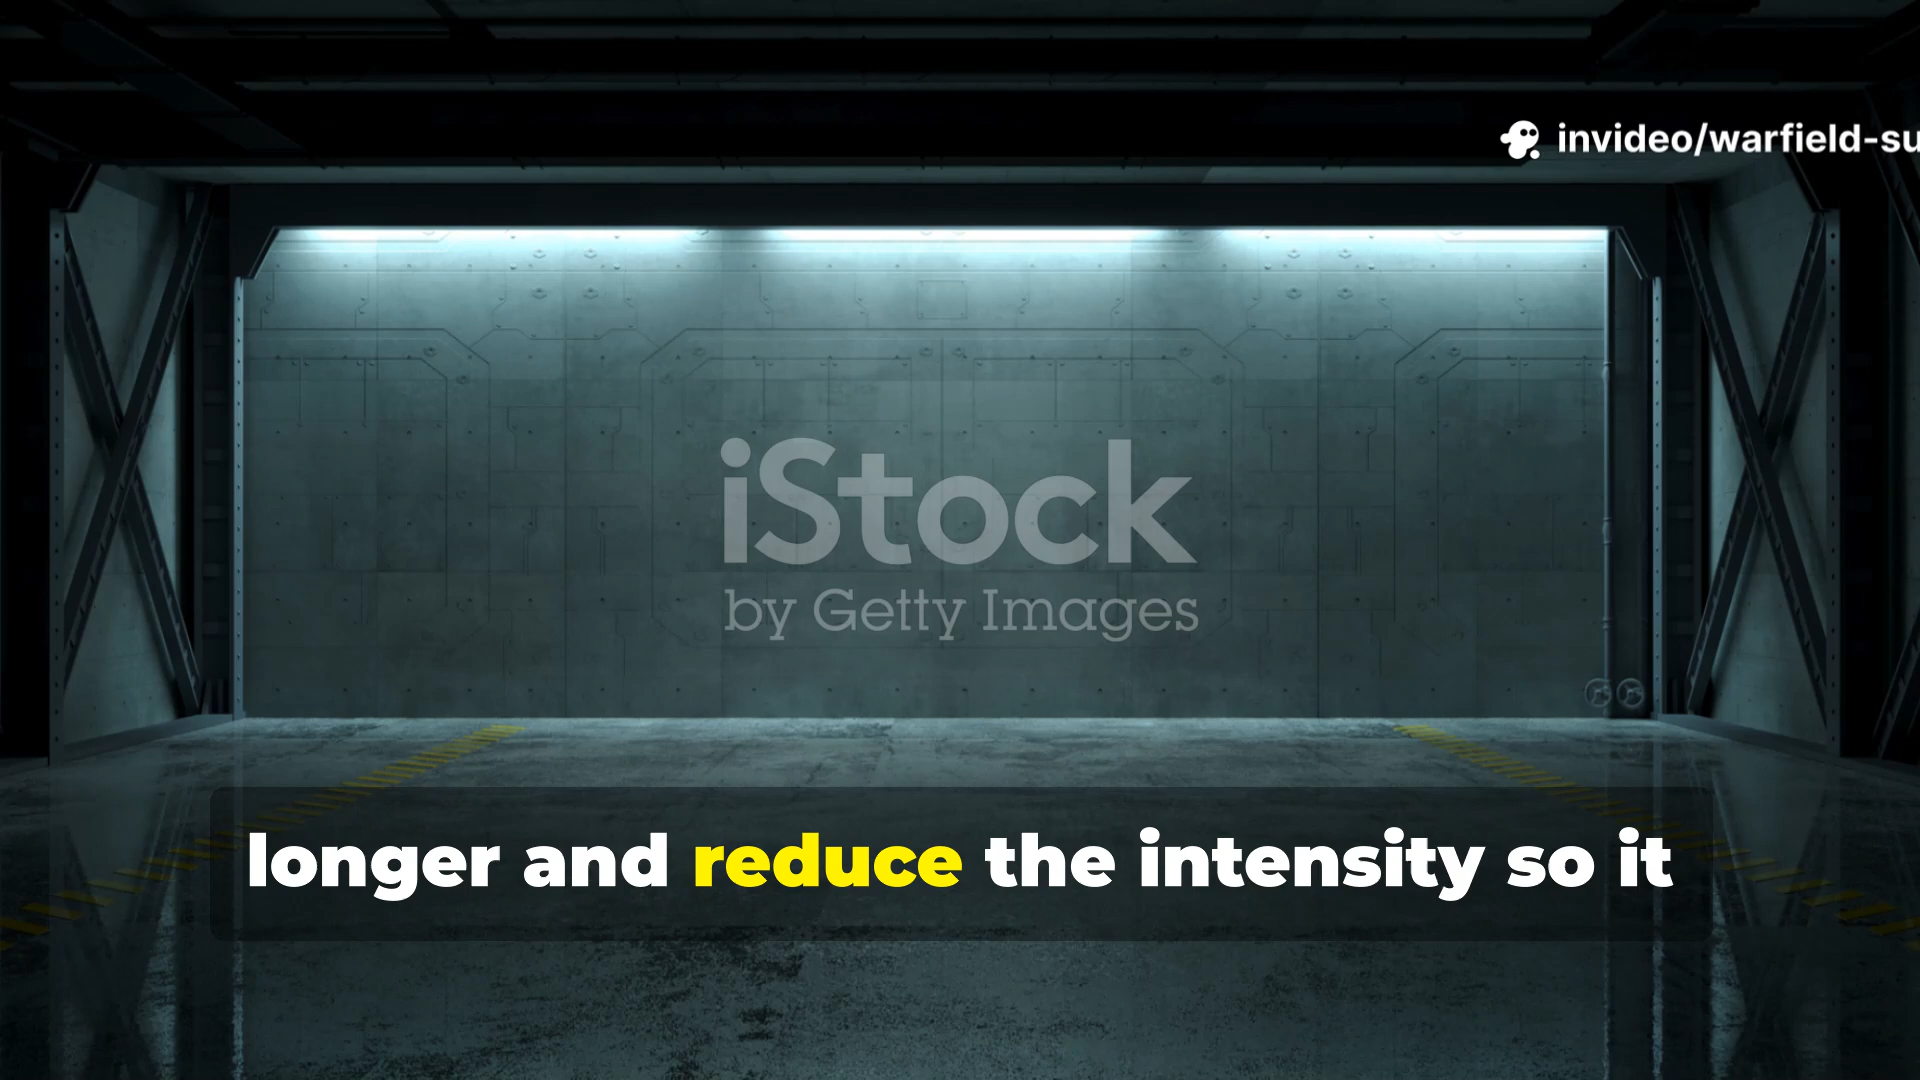 invideo/warfield-su
iStock
by Getty Images
longer and reduce the intensity so it